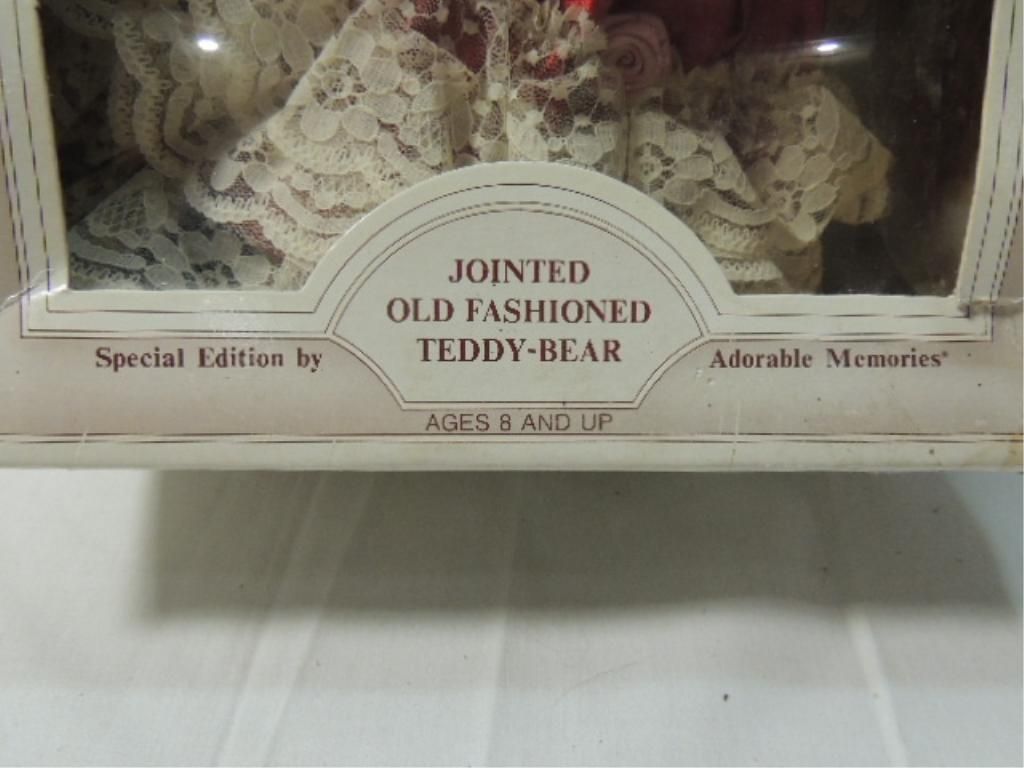 JOINTED
OLD FASHIONED
TEDDY-BEAR
Special Edition by Adorable Memories*
AGES 8 AND UP